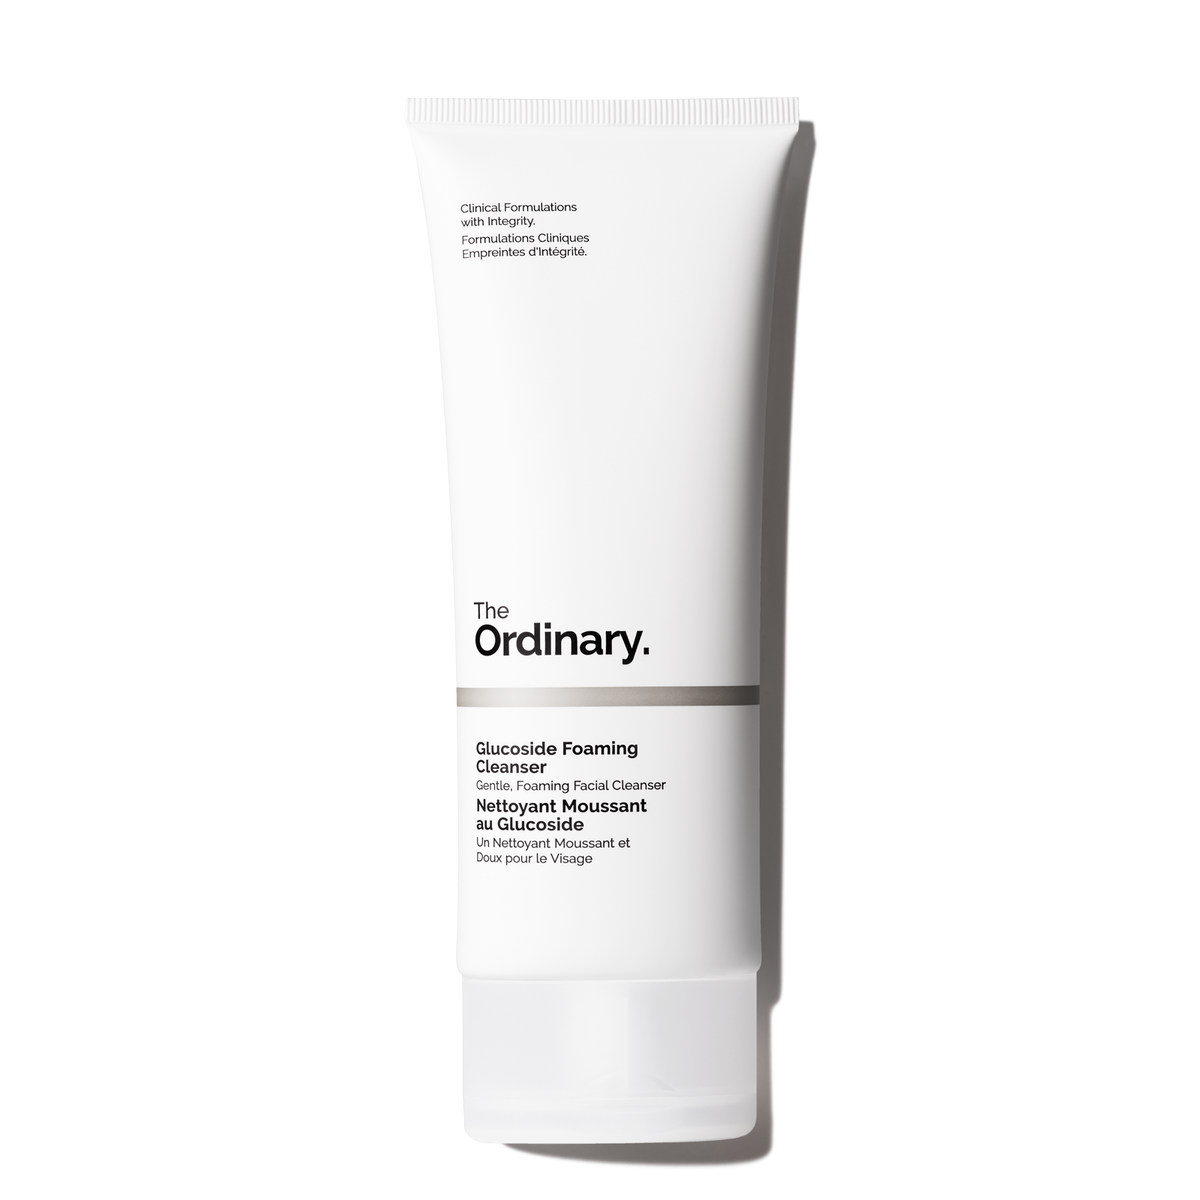 Clinical Formulations
with Integrity.
Formulations Cliniques
Empreintes d'Intégrité.
The
Ordinary.
Glucoside Foaming
Cleanser
Gentle, Foaming Facial Cleanser
Nettoyant Moussant
au Glucoside
Un Nettoyant Moussant et
Doux pour le Visage